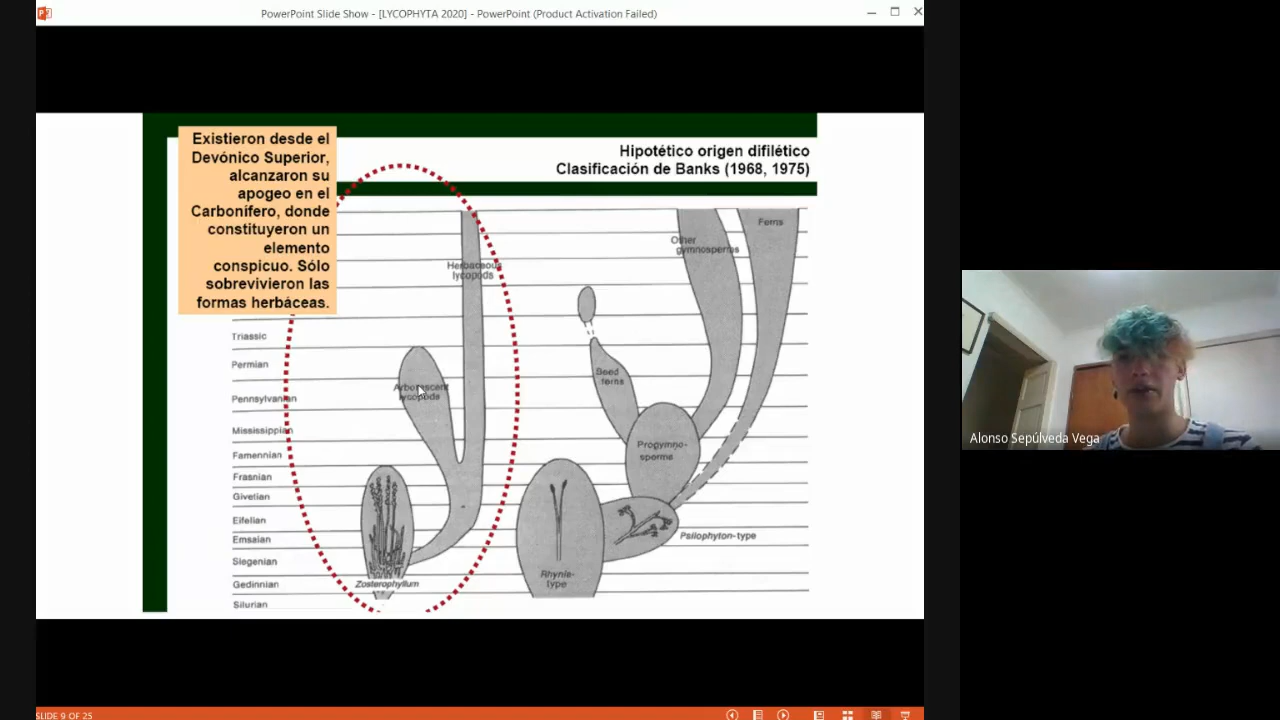 PowerPoint Slide Show - [LYCOPHYTA 2020] - PowerPoint (Product Activation Failed)
Existieron desde el
Devónico Superior,
alcanzaron su
apogeo en el
Carbonífero, donde
constituyeron un
elemento
conspicuo. Sólo
sobrevivieron las
formas herbáceas.
Hipotético origen difilético
Clasificación de Banks (1968, 1975)
Ferns
Other
gymnosperms
Herbaceous
lycopods
Triassic
Permian
Seed
ferns
Arborescent
lycopods
Pennsylvanian
Mississippian
Progymno-
sperms
Famennian
Frasnian
Givetian
Eifelian
Emsian
Psilophyton-type
Siegenian
Gedinnian
Zosterophyllum
Rhynia-
type
Silurian
Alonso Sepúlveda Vega
SLIDE 9 OF 25